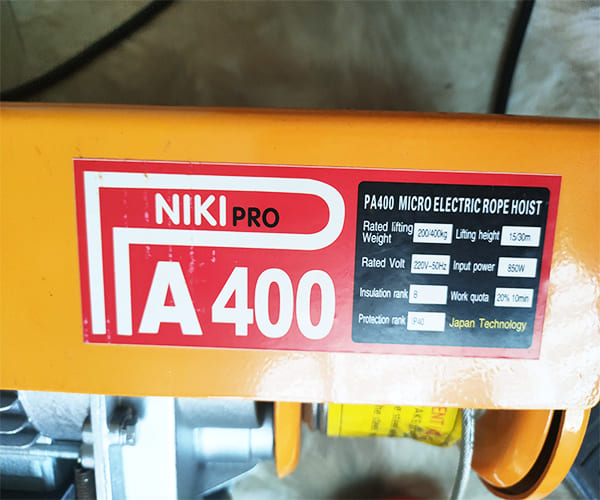 NIKI PRO
PA400
PA400 MICRO ELECTRIC ROPE HOIST
Rated lifting Weight 200/400kg Lifting height 15/30m
Rated Volt 220V~50Hz Input power 850W
Insulation rank B Work quota 20% 10min
Protection rank IP40 Japan Technology